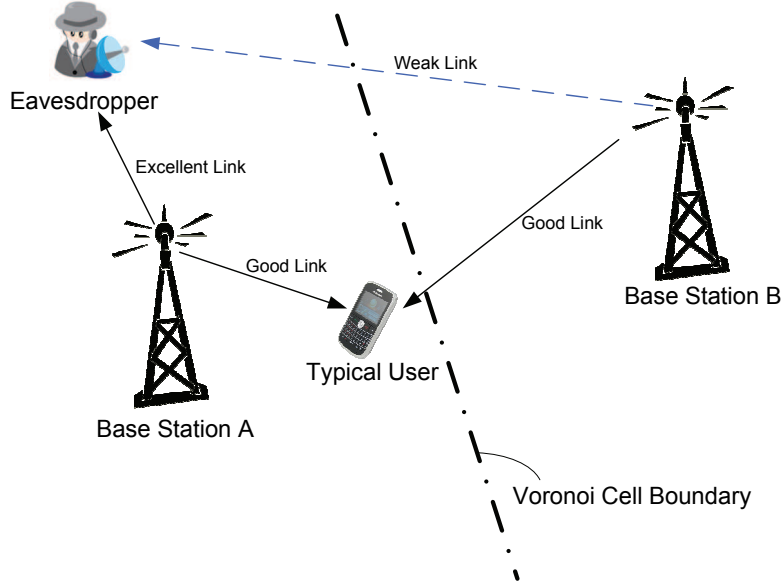 Weak Link
Eavesdropper
Excellent Link
Good Link
Good Link
Base Station B
Typical User
Base Station A
Voronoi Cell Boundary